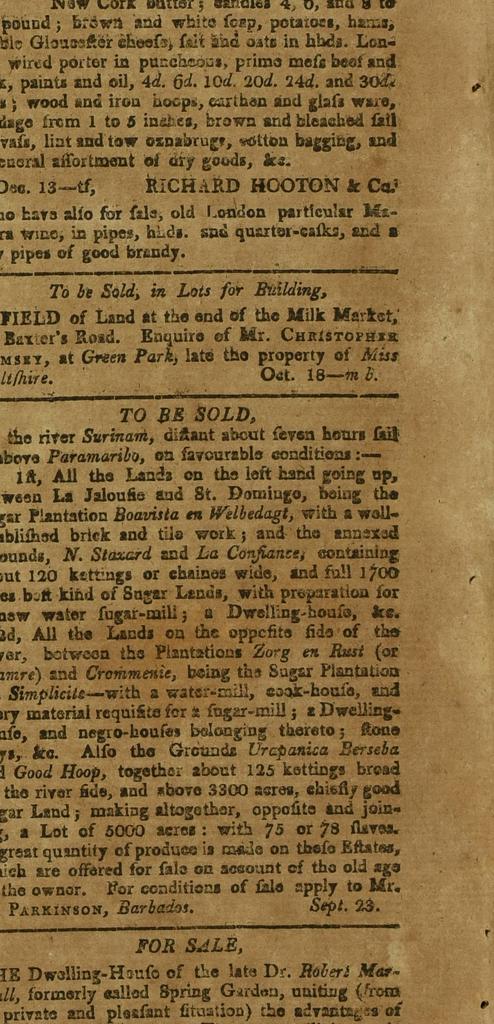 New Cork butter; candles 4, 6, and 8 to
pound; brown and white ſoap, potatoes, hams,
ble Glouceſter cheeſe, ſalt and oats in hhds. Lon-
wired porter in puncheons, prime meſs beef and
k, paints and oil, 4d. 6d. 10d. 20d. 24d. and 30d.
s; wood and iron hoops, earthen and glaſs ware,
dage from 1 to 5 inches, brown and bleached ſail
vaſs, lint and tow oznabrugs, cotton bagging, and
eneral aſſortment of dry goods, &c.
Dec. 13—tf, RICHARD HOOTON & Co.
ho have alſo for ſale, old London particular Ma-
ra wine, in pipes, hhds. and quarter-caſks, and a
pipes of good brandy.
To be Sold, in Lots for Building,
FIELD of Land at the end of the Milk Market,
Baxter's Road. Enquire of Mr. CHRISTOPHER
MSEY, at Green Park, late the property of Miss
ltſhire. Oct. 18—m b.
TO BE SOLD,
the river Surinam, diſtant about ſeven hours ſail
above Paramaribo, on favourable conditions:—
1ſt, All the Lands on the left hand going up,
ween La Jalouſie and St. Domingo, being the
gar Plantation Boavista en Welbedagt, with a well-
abliſhed brick and tile work; and the annexed
ounds, N. Staxard and La Confiance, containing
out 120 kettings or chaines wide, and full 1700
es beſt kind of Sugar Lands, with preparation for
new water ſugar-mill; a Dwelling-houſe, &c.
2d, All the Lands on the oppoſite ſide of the
ver, between the Plantations Zorg en Rust (or
amre) and Crommenie, being the Sugar Plantation
Simplicite—with a water-mill, cook-houſe, and
ery material requiſite for a ſugar-mill; a Dwelling-
uſe, and negro-houſes belonging thereto; ſtone
ys, &c. Alſo the Grounds Urapanica Berseba
d Good Hoop, together about 125 kettings broad
the river ſide, and above 3300 acres, chiefly good
gar Land; making altogether, oppoſite and join-
g, a Lot of 5000 acres: with 75 or 78 ſlaves.
great quantity of produce is made on theſe Eſtates,
hich are offered for ſale on account of the old age
the owner. For conditions of ſale apply to Mr.
PARKINSON, Barbados. Sept. 23.
FOR SALE,
HE Dwelling-Houſe of the late Dr. Robert Mar-
all, formerly called Spring Garden, uniting (from
private and pleaſant ſituation) the advantages of